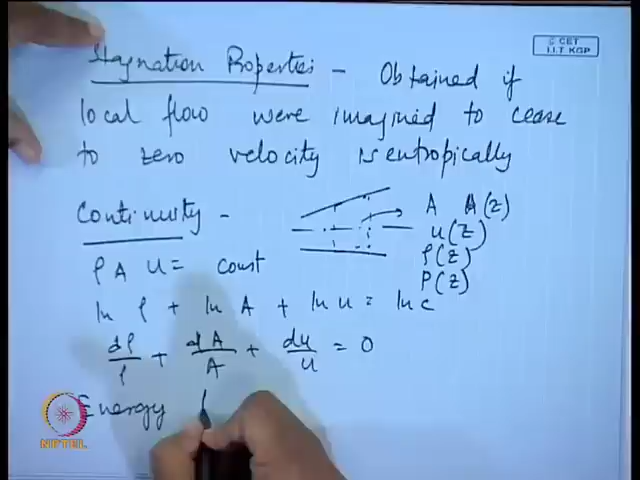 © CET
I.I.T. KGP
Stagnation Properties - Obtained if
local flow were imagined to cease
to zero velocity isentropically
Continuity -
A A(z)
u(z)
ρ(z)
P(z)
ρ A u = const
ln ρ + ln A + ln u = ln c
dρ/ρ + dA/A + du/u = 0
Energy
NPTEL